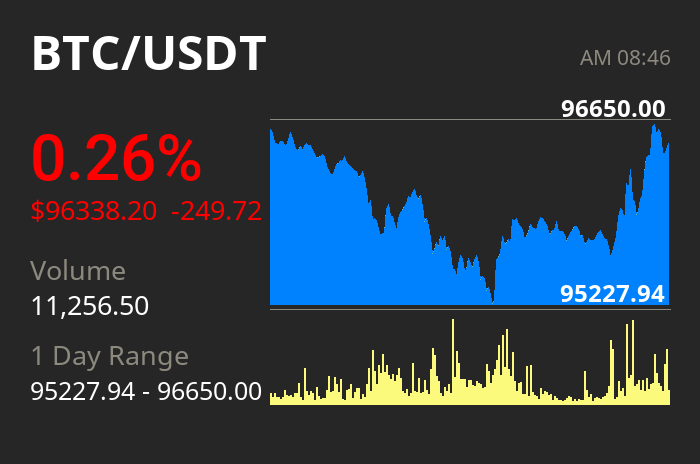 BTC/USDT
AM 08:46
96650.00
0.26%
$96338.20 -249.72
Volume
11,256.50
95227.94
1 Day Range
95227.94 - 96650.00